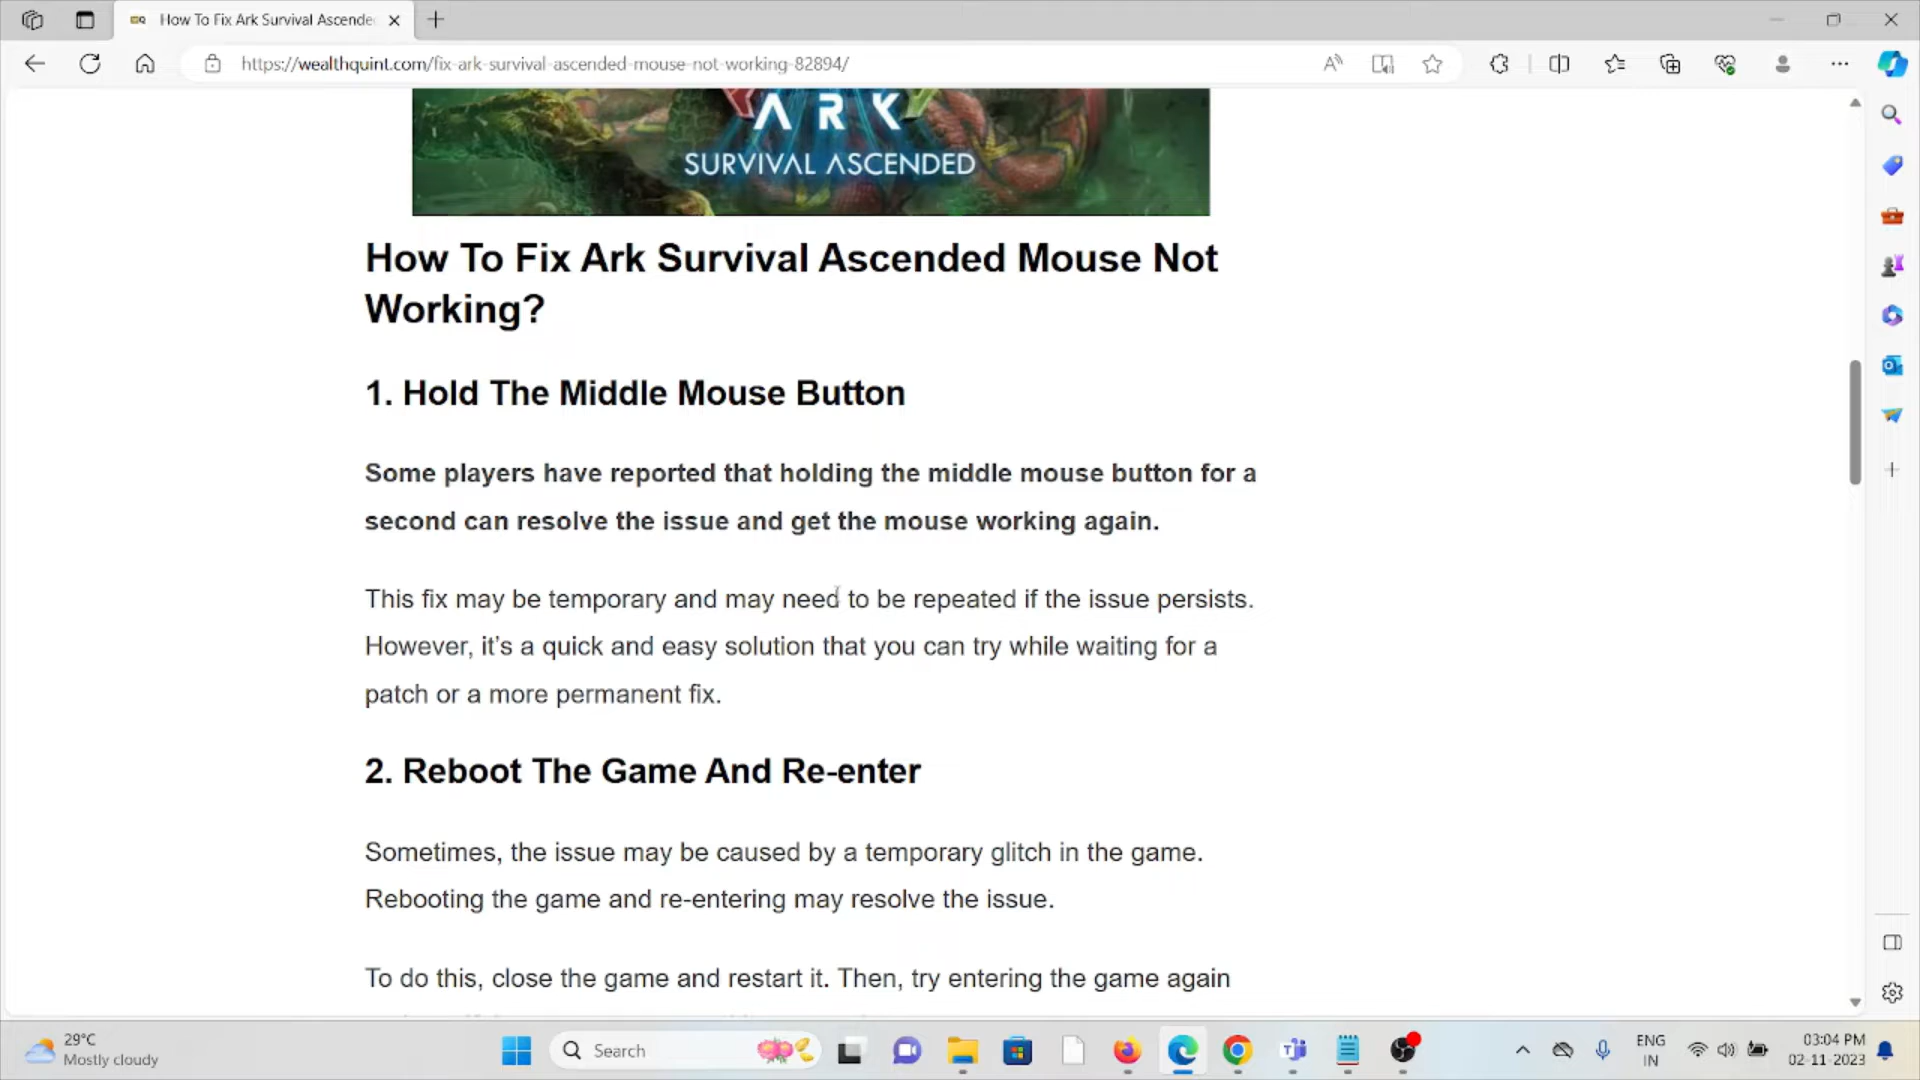 How To Fix Ark Survival Ascende
https://wealthquint.com/fix-ark-survival-ascended-mouse-not-working-82894/
ARK
SURVIVAL ASCENDED
How To Fix Ark Survival Ascended Mouse Not
Working?
1. Hold The Middle Mouse Button
Some players have reported that holding the middle mouse button for a
second can resolve the issue and get the mouse working again.
This fix may be temporary and may need to be repeated if the issue persists.
However, it’s a quick and easy solution that you can try while waiting for a
patch or a more permanent fix.
2. Reboot The Game And Re-enter
Sometimes, the issue may be caused by a temporary glitch in the game.
Rebooting the game and re-entering may resolve the issue.
To do this, close the game and restart it. Then, try entering the game again
29°C
Mostly cloudy
Search
ENG
IN
03:04 PM
02-11-2023